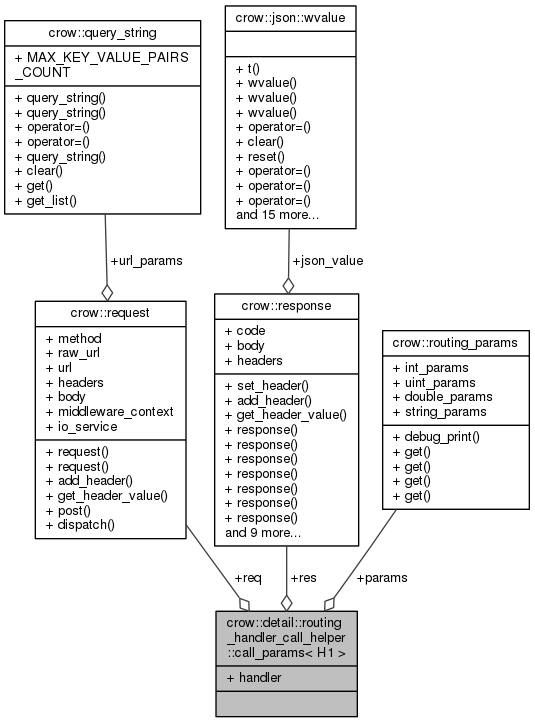 crow::query_string
+ MAX_KEY_VALUE_PAIRS
_COUNT
+ query_string()
+ query_string()
+ operator=()
+ operator=()
+ query_string()
+ clear()
+ get()
+ get_list()
crow::json::wvalue
+ t()
+ wvalue()
+ wvalue()
+ wvalue()
+ operator=()
+ clear()
+ reset()
+ operator=()
+ operator=()
+ operator=()
and 15 more...
+url_params
+json_value
crow::request
+ method
+ raw_url
+ url
+ headers
+ body
+ middleware_context
+ io_service
+ request()
+ request()
+ add_header()
+ get_header_value()
+ post()
+ dispatch()
crow::response
+ code
+ body
+ headers
+ set_header()
+ add_header()
+ get_header_value()
+ response()
+ response()
+ response()
+ response()
+ response()
+ response()
+ response()
and 9 more...
crow::routing_params
+ int_params
+ uint_params
+ double_params
+ string_params
+ debug_print()
+ get()
+ get()
+ get()
+ get()
+req
+res
+params
crow::detail::routing
_handler_call_helper
::call_params< H1 >
+ handler